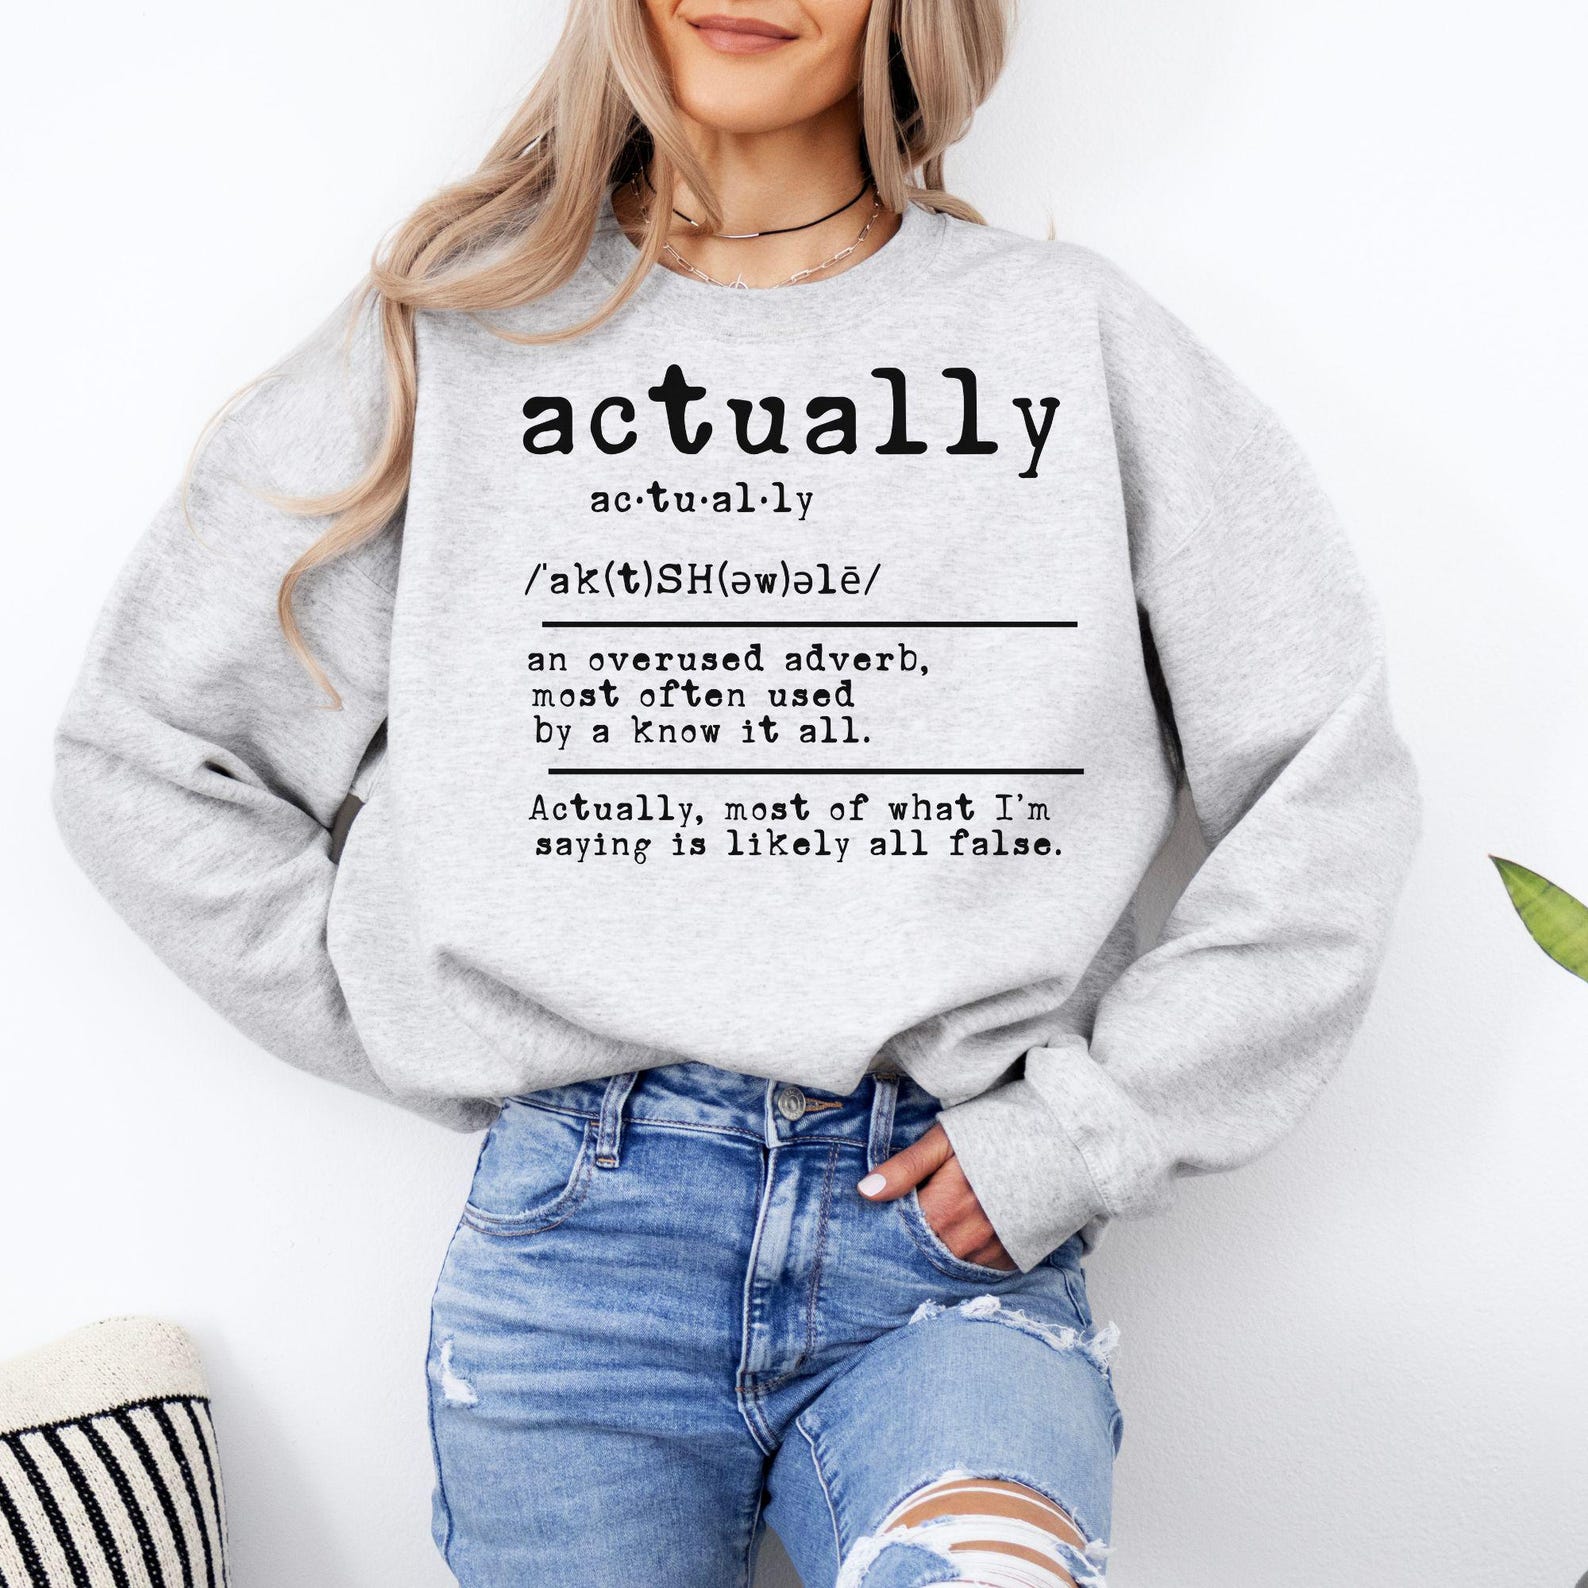 actually
ac·tu·al·ly
/ˈak(t)SH(əw)əlē/
an overused adverb,
most often used
by a know it all.
Actually, most of what I'm
saying is likely all false.